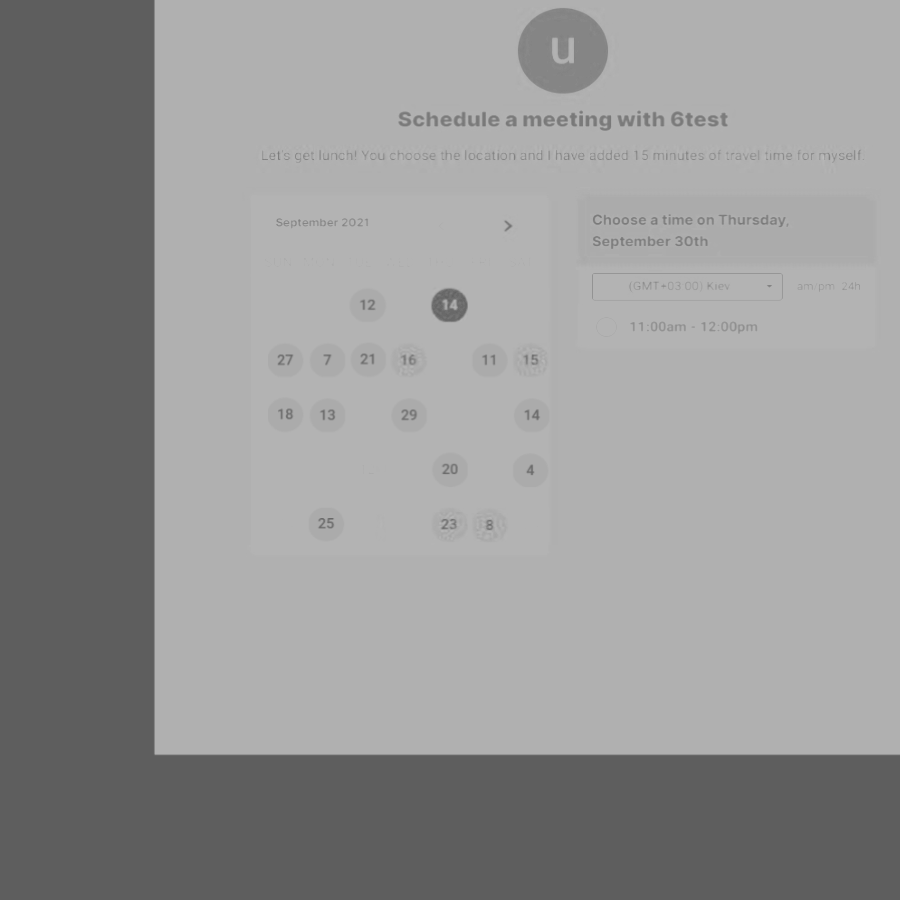 u
Schedule a meeting with 6test
Let's get lunch! You choose the location and I have added 15 minutes of travel time for myself.
September 2021
12 14
27 7 21 16 11 15
18 13 29 14
20 4
25 23 8
Choose a time on Thursday,
September 30th
(GMT+03:00) Kiev am/pm 24h
11:00am - 12:00pm